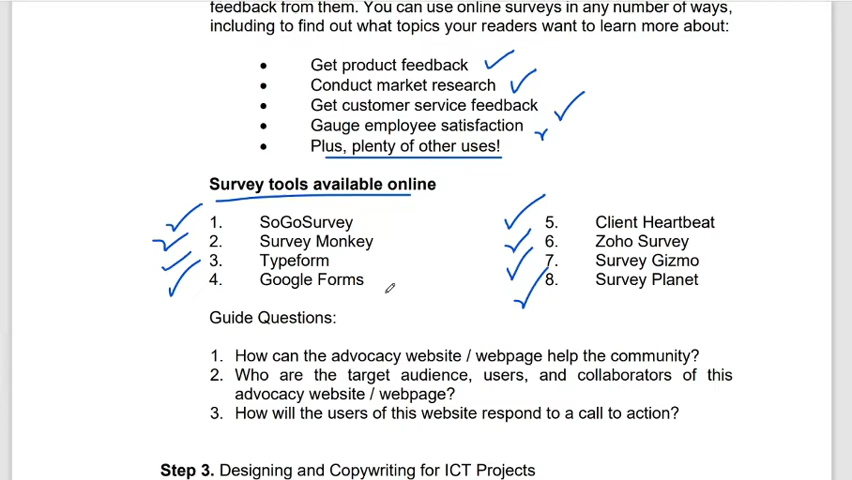 feedback from them. You can use online surveys in any number of ways,
including to find out what topics your readers want to learn more about:
• Get product feedback
• Conduct market research
• Get customer service feedback
• Gauge employee satisfaction
• Plus, plenty of other uses!
Survey tools available online
1. SoGoSurvey
2. Survey Monkey
3. Typeform
4. Google Forms
5. Client Heartbeat
6. Zoho Survey
7. Survey Gizmo
8. Survey Planet
Guide Questions:
1. How can the advocacy website / webpage help the community?
2. Who are the target audience, users, and collaborators of this
advocacy website / webpage?
3. How will the users of this website respond to a call to action?
Step 3. Designing and Copywriting for ICT Projects